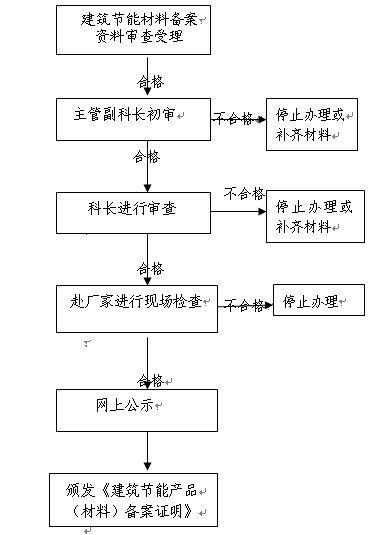 建筑节能材料备案
资料审查受理
合格
主管副科长初审
不合格
停止办理或
补齐材料
合格
科长进行审查
不合格
停止办理或
补齐材料
合格
赴厂家进行现场检查
不合格
停止办理
合格
网上公示
颁发《建筑节能产品
（材料）备案证明》